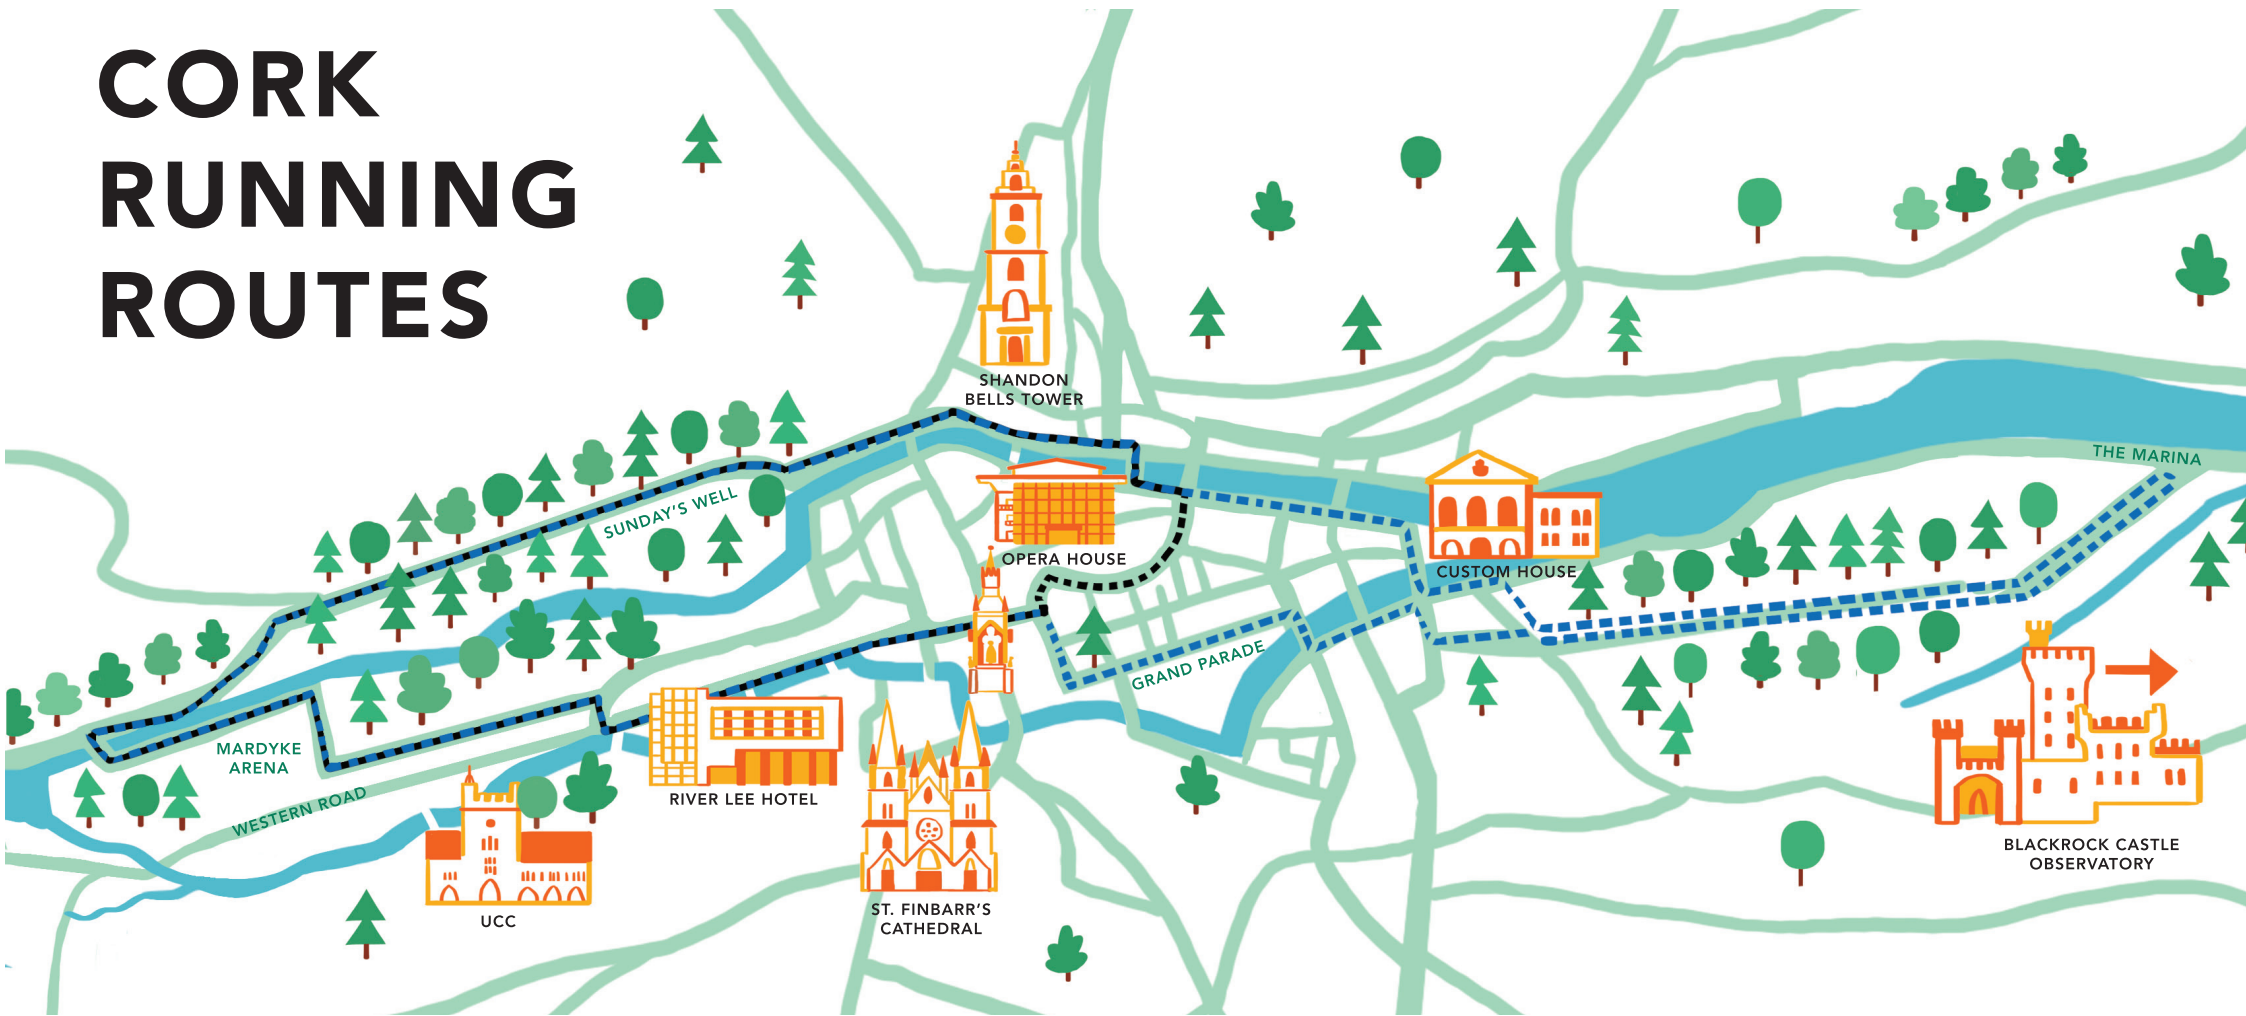 CORK
RUNNING
ROUTES
SHANDON
BELLS TOWER
THE MARINA
SUNDAY'S WELL
OPERA HOUSE
CUSTOM HOUSE
GRAND PARADE
MARDYKE
ARENA
WESTERN ROAD
RIVER LEE HOTEL
BLACKROCK CASTLE
OBSERVATORY
UCC
ST. FINBARR'S
CATHEDRAL